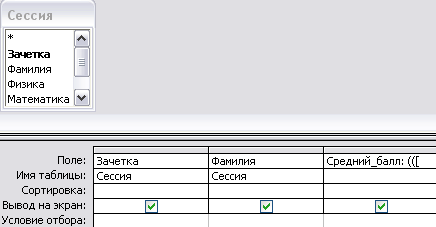 Сессия
*
Зачетка
Фамилия
Физика
Математика
Поле: Зачетка Фамилия Средний_балл: (([
Имя таблицы: Сессия Сессия
Сортировка:
Вывод на экран:
Условие отбора: